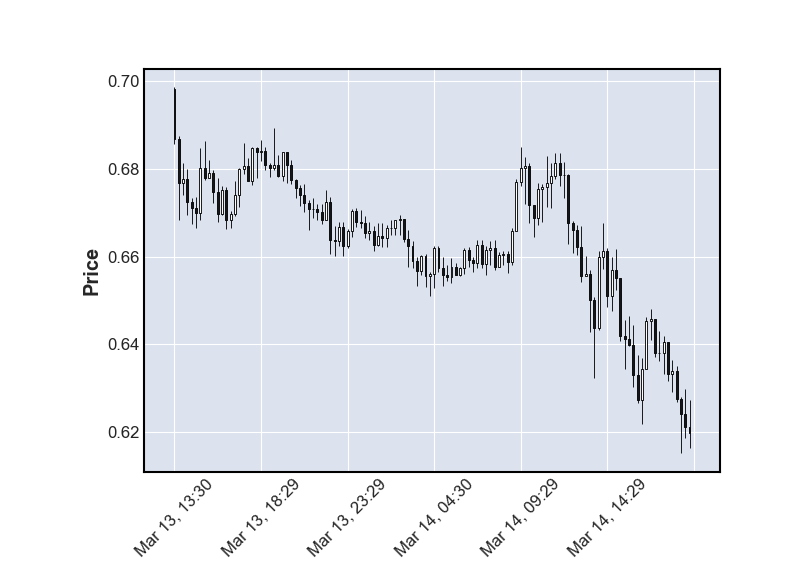 0.70
0.68
0.66
0.64
0.62
Price
Mar 13, 13:30
Mar 13, 18:29
Mar 13, 23:29
Mar 14, 04:30
Mar 14, 09:29
Mar 14, 14:29